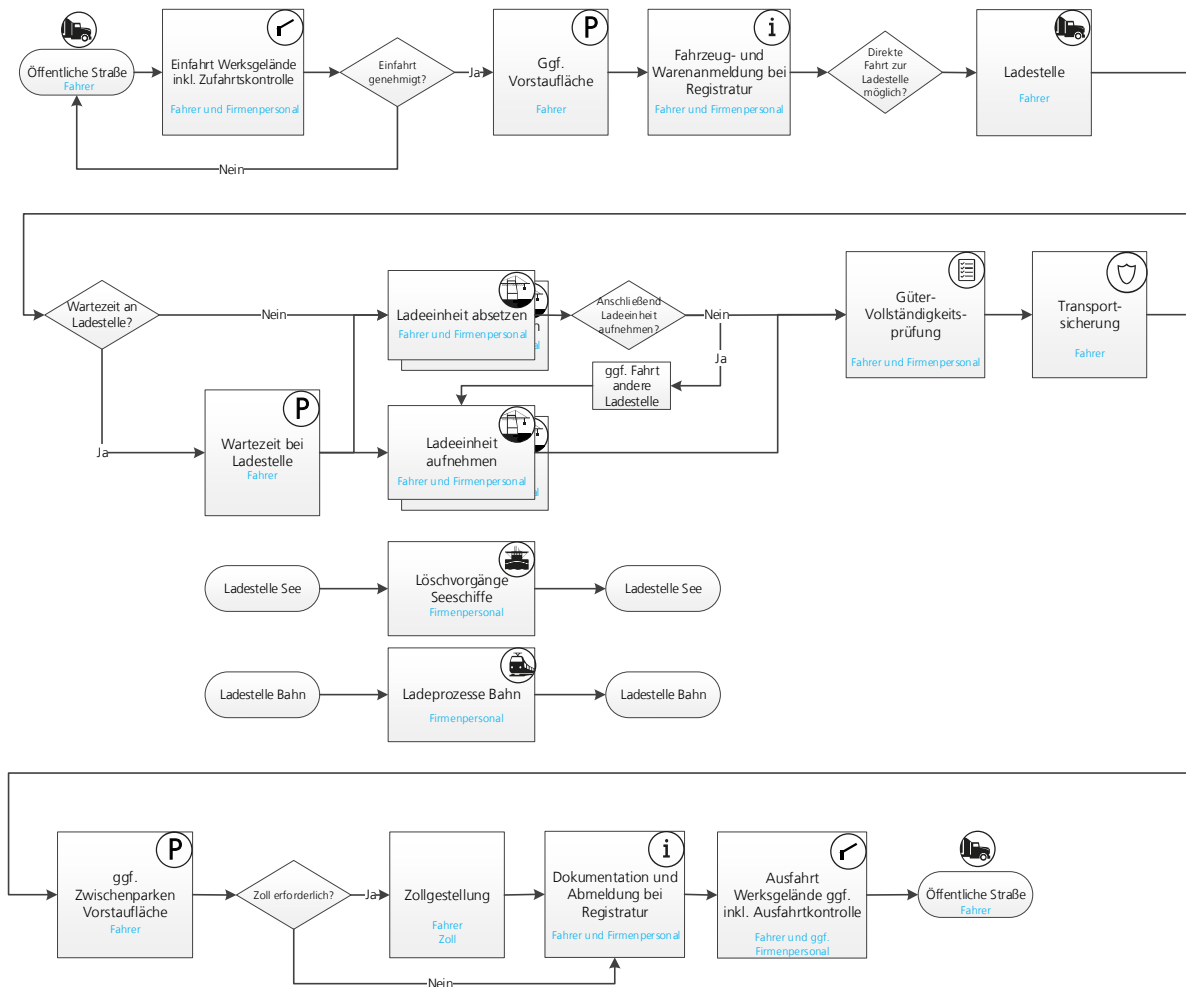 Öffentliche Straße
Fahrer
Einfahrt Werksgelände
inkl. Zufahrtskontrolle
Fahrer und Firmenpersonal
Einfahrt
genehmigt?
Ja
Nein
P
Ggf.
Vorstaufläche
Fahrer
i
Fahrzeug- und
Warenanmeldung bei
Registratur
Fahrer und Firmenpersonal
Direkte
Fahrt zur
Ladestelle
möglich?
Ladestelle
Fahrer
Wartezeit an
Ladestelle?
Nein
Ja
P
Wartezeit bei
Ladestelle
Fahrer
Ladeeinheit absetzen
Fahrer und Firmenpersonal
n
al
Anschließend
Ladeeinheit
aufnehmen?
Nein
Ja
ggf. Fahrt
andere
Ladestelle
Ladeeinheit
aufnehmen
Fahrer und Firmenpersonal
al
Güter-
Vollständigkeits-
prüfung
Fahrer und Firmenpersonal
Transport-
sicherung
Fahrer
Ladestelle See
Löschvorgänge
Seeschiffe
Firmenpersonal
Ladestelle See
Ladestelle Bahn
Ladeprozesse Bahn
Firmenpersonal
Ladestelle Bahn
P
ggf.
Zwischenparken
Vorstaufläche
Fahrer
Zoll erforderlich?
Ja
Nein
Zollgestellung
Fahrer
Zoll
i
Dokumentation und
Abmeldung bei
Registratur
Fahrer und Firmenpersonal
Ausfahrt
Werksgelände ggf.
inkl. Ausfahrtkontrolle
Fahrer und ggf.
Firmenpersonal
Öffentliche Straße
Fahrer